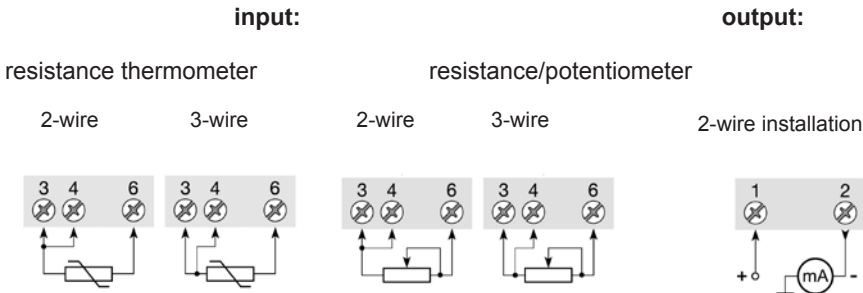 input: output:
resistance thermometer resistance/potentiometer
2-wire 3-wire 2-wire 3-wire 2-wire installation
3 4 6 3 4 6 3 4 6 3 4 6 1 2
+ mA -